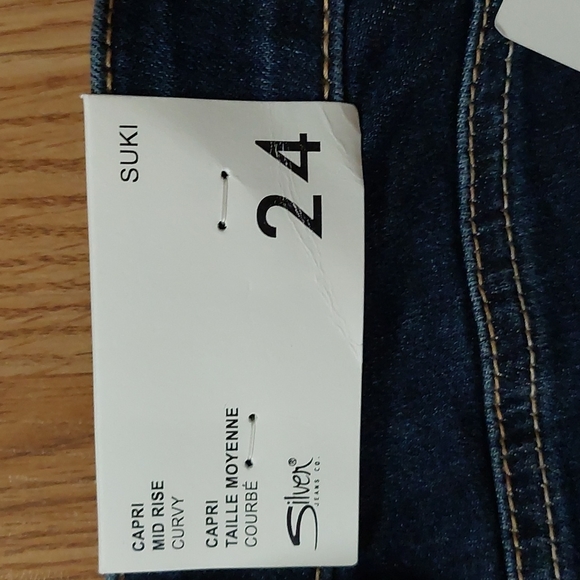 SUKI
24
CAPRI
MID RISE
CURVY
CAPRI
TAILLE MOYENNE
COURBÉ
Silver®
JEANS CO.